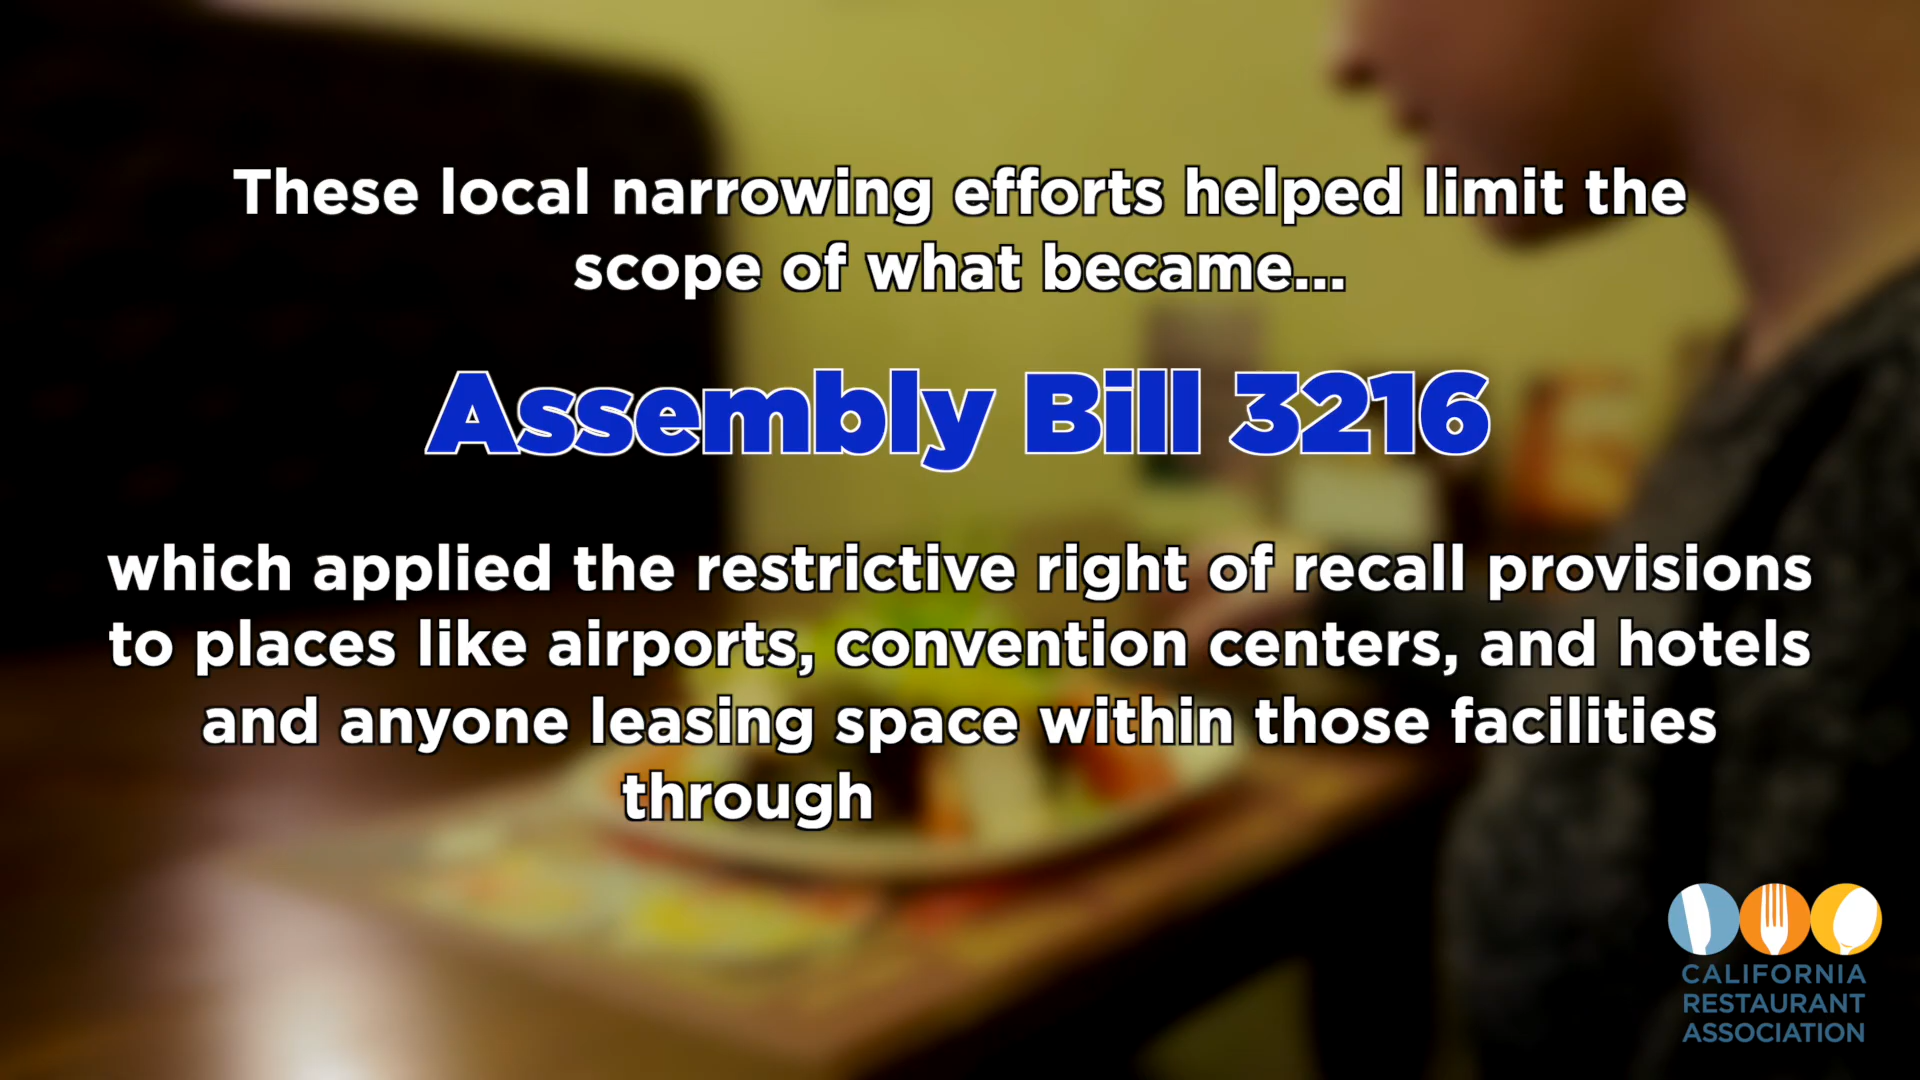 These local narrowing efforts helped limit the
scope of what became...
Assembly Bill 3216
which applied the restrictive right of recall provisions
to places like airports, convention centers, and hotels
and anyone leasing space within those facilities
through
CALIFORNIA
RESTAURANT
ASSOCIATION